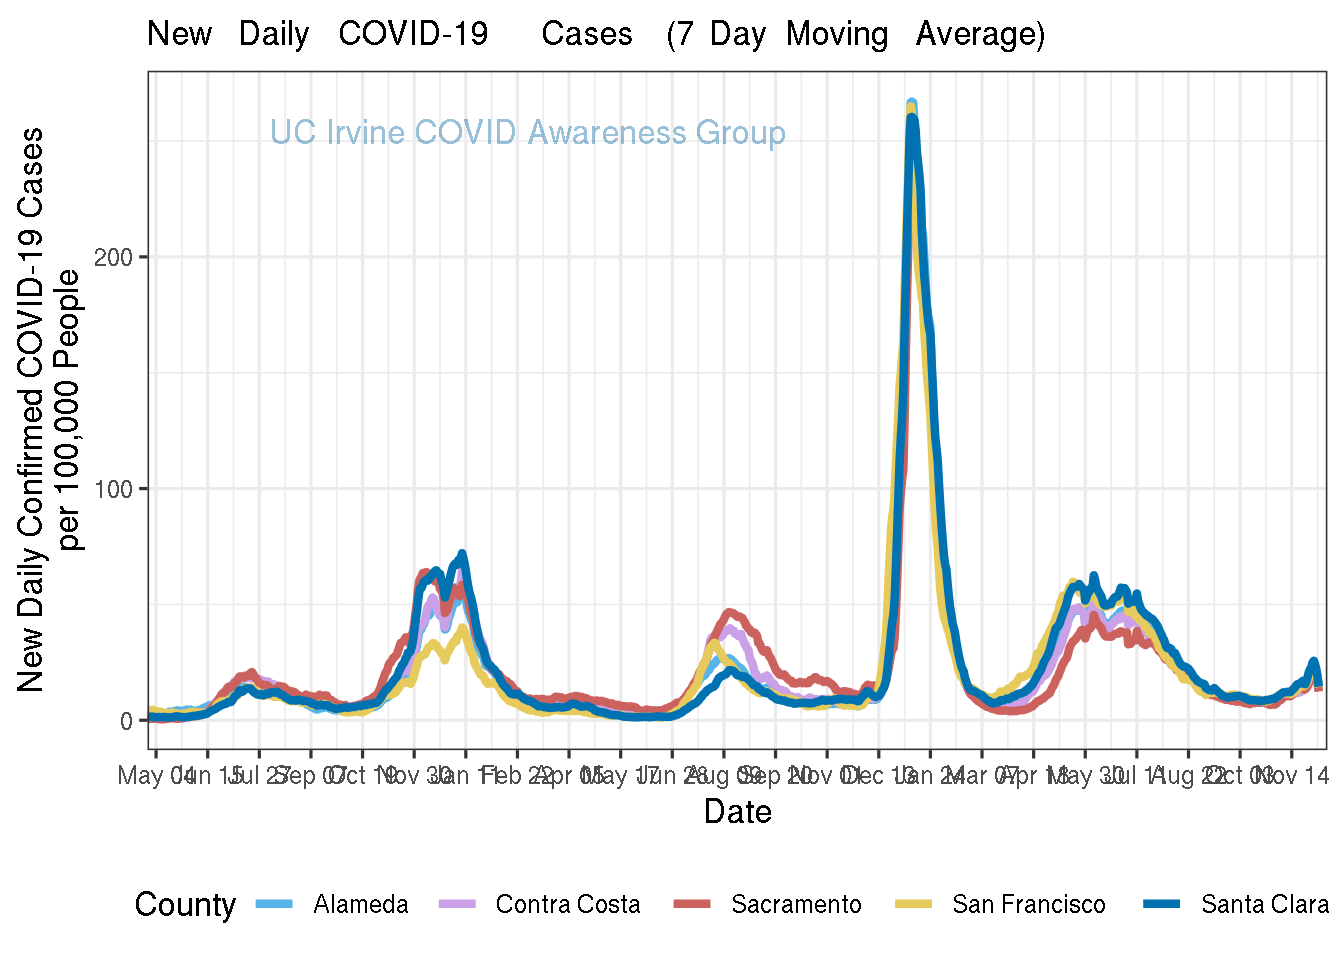 New Daily COVID-19 Cases (7 Day Moving Average)
UC Irvine COVID Awareness Group
New Daily Confirmed COVID-19 Cases
per 100,000 People
200
100
0
May 04 Jun 15 Jul 27 Sep 07 Oct 19 Nov 30 Jan 11 Feb 22 Apr 05 May 17 Jun 28 Aug 09 Sep 20 Nov 01 Dec 13 Jan 24 Mar 07 Apr 18 May 30 Jul 11 Aug 22 Oct 03 Nov 14
Date
County Alameda Contra Costa Sacramento San Francisco Santa Clara